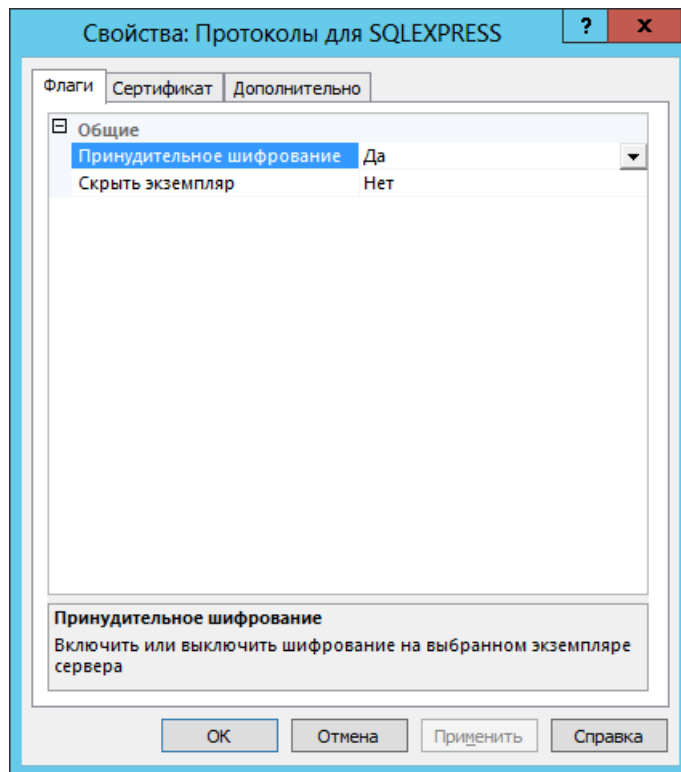 Свойства: Протоколы для SQLEXPRESS
? x
Флаги Сертификат Дополнительно
Общие
Принудительное шифрование Да
Скрыть экземпляр Нет
Принудительное шифрование
Включить или выключить шифрование на выбранном экземпляре
сервера
OK Отмена Применить Справка